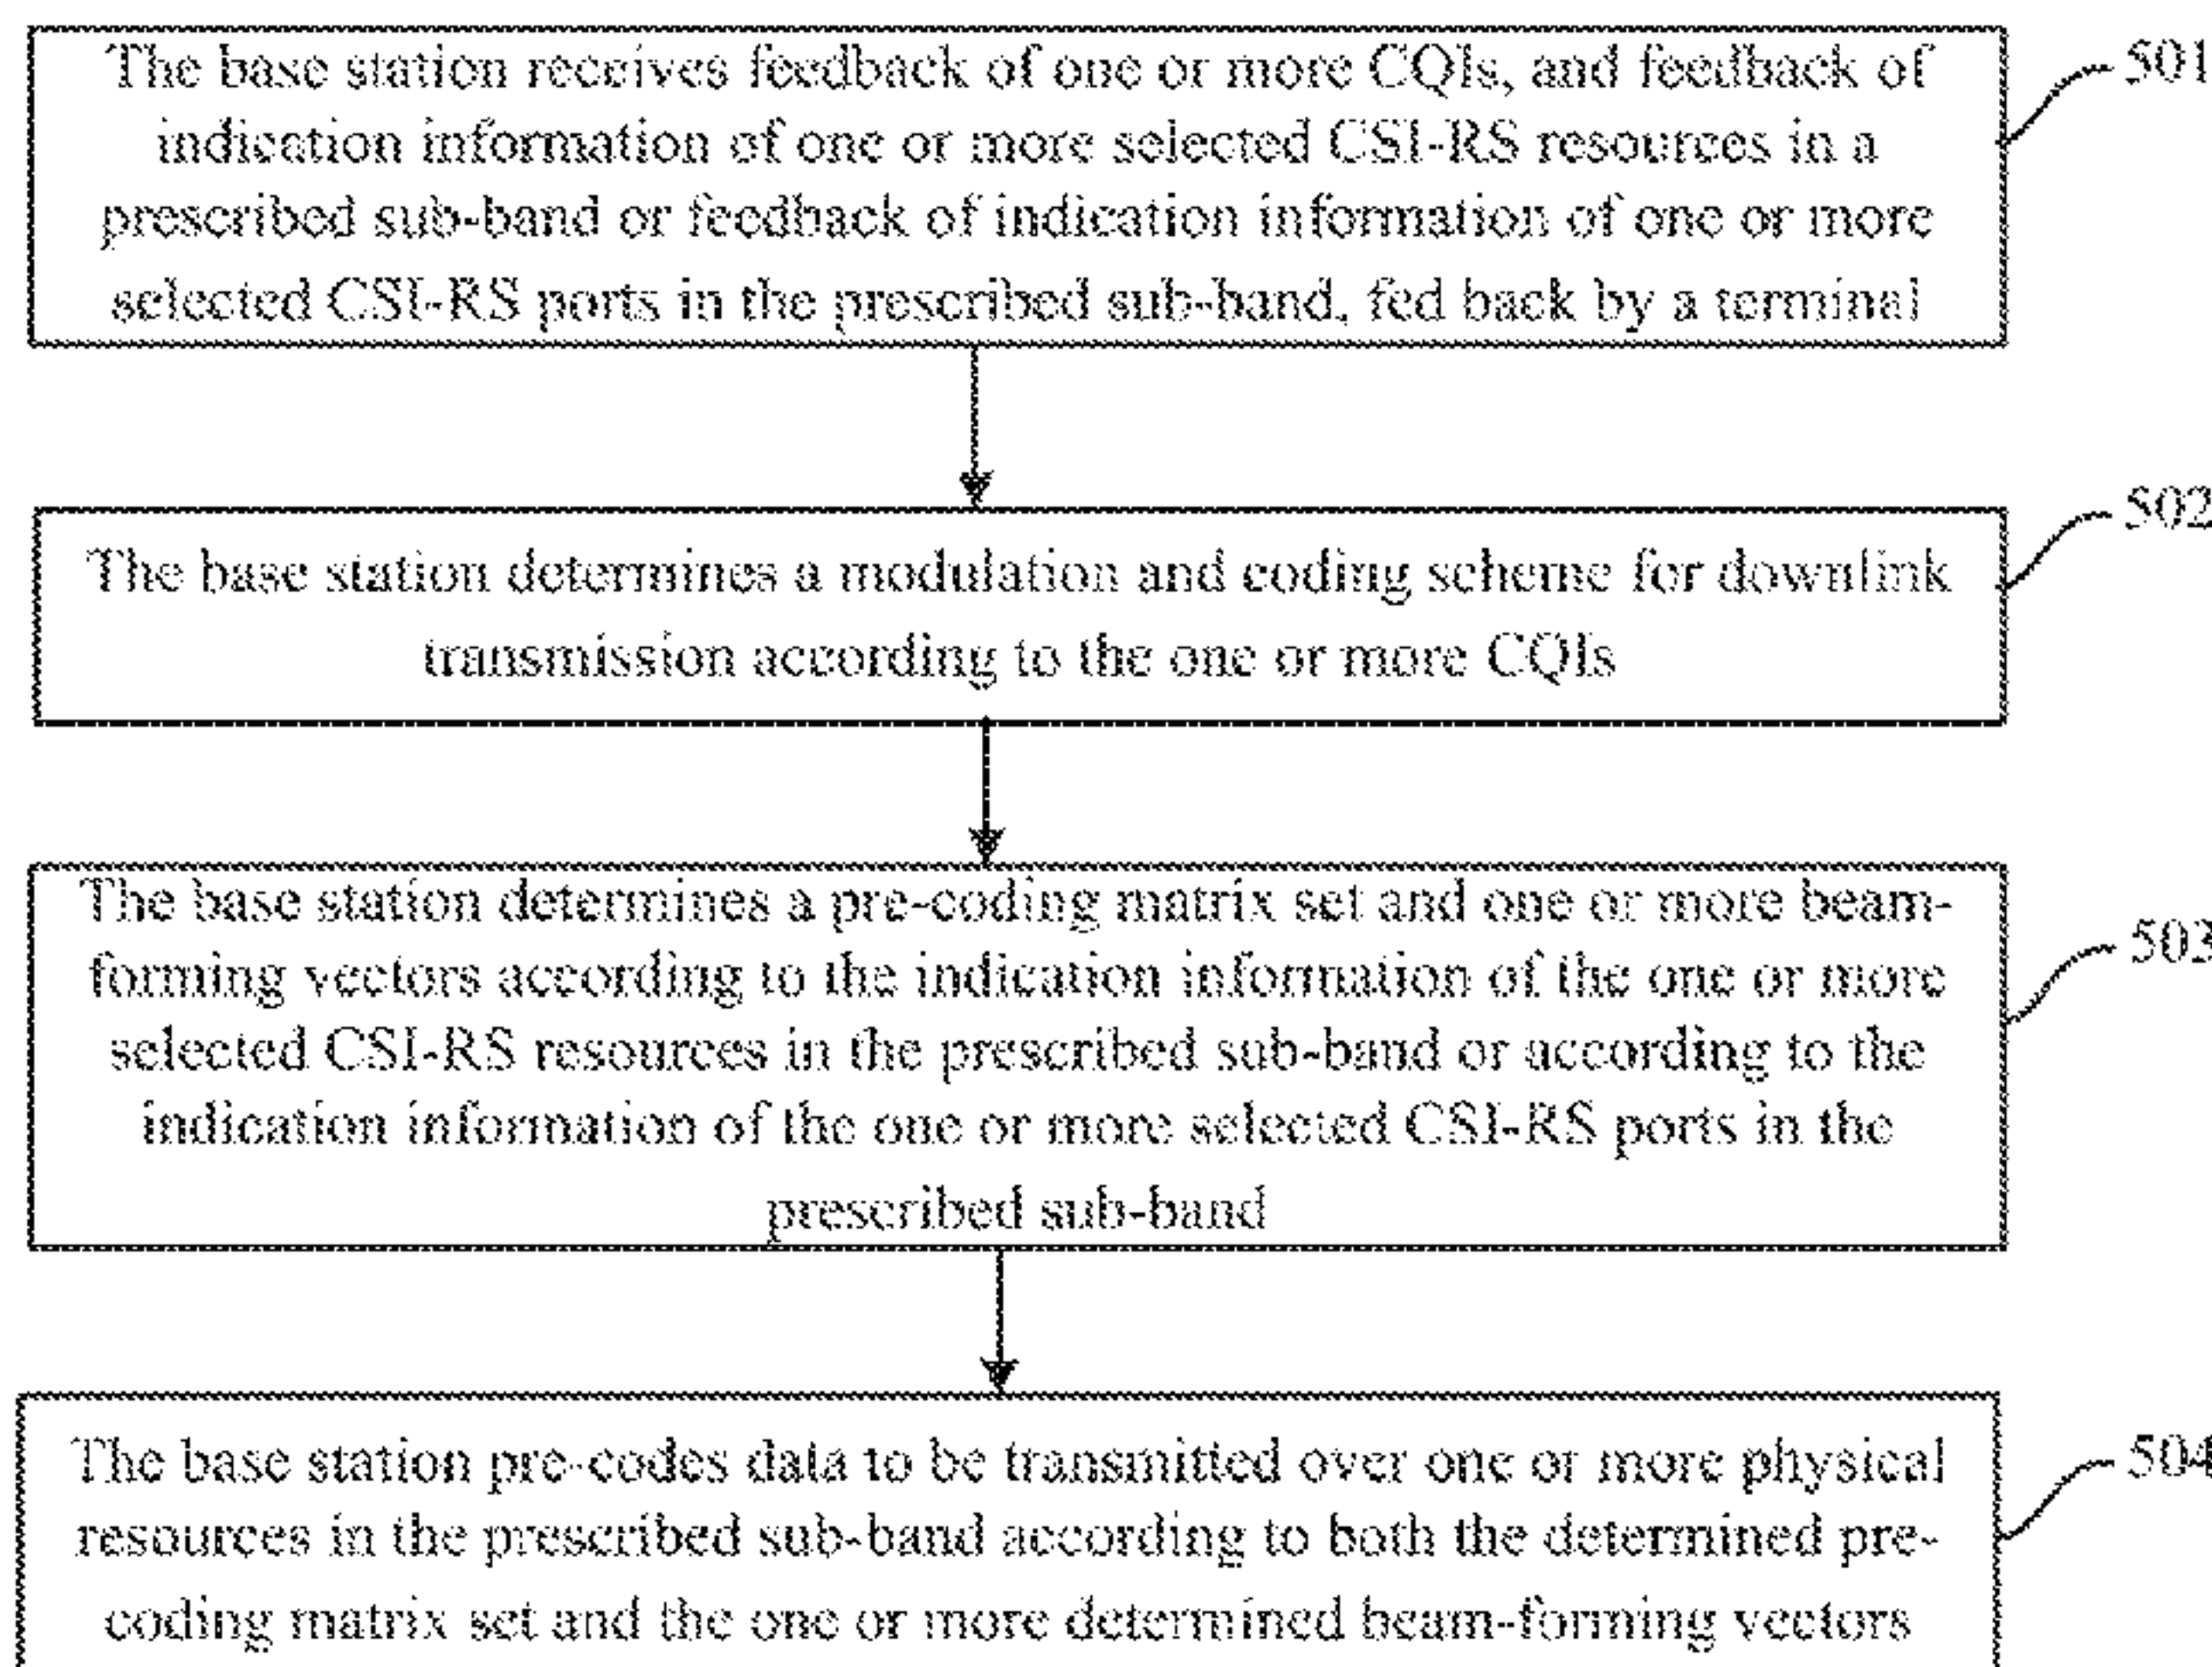 The base station receives feedback of one or more CQIs, and feedback of
501
indication information of one or more selected CSI-RS resources in a
prescribed sub-band or feedback of indication information of one or more
selected CSI-RS ports in the prescribed sub-band, fed back by a terminal
502
The base station determines a modulation and coding scheme for downlink
transmission according to the one or more CQIs
The base station determines a pre-coding matrix set and one or more beam-
503
forming vectors according to the indication information of the one or more
selected CSI-RS resources in the prescribed sub-band or according to the
indication information of the one or more selected CSI-RS ports in the
prescribed sub-band
The base station pre-codes data to be transmitted over one or more physical
504
resources in the prescribed sub-band according to both the determined pre-
coding matrix set and the one or more determined beam-forming vectors